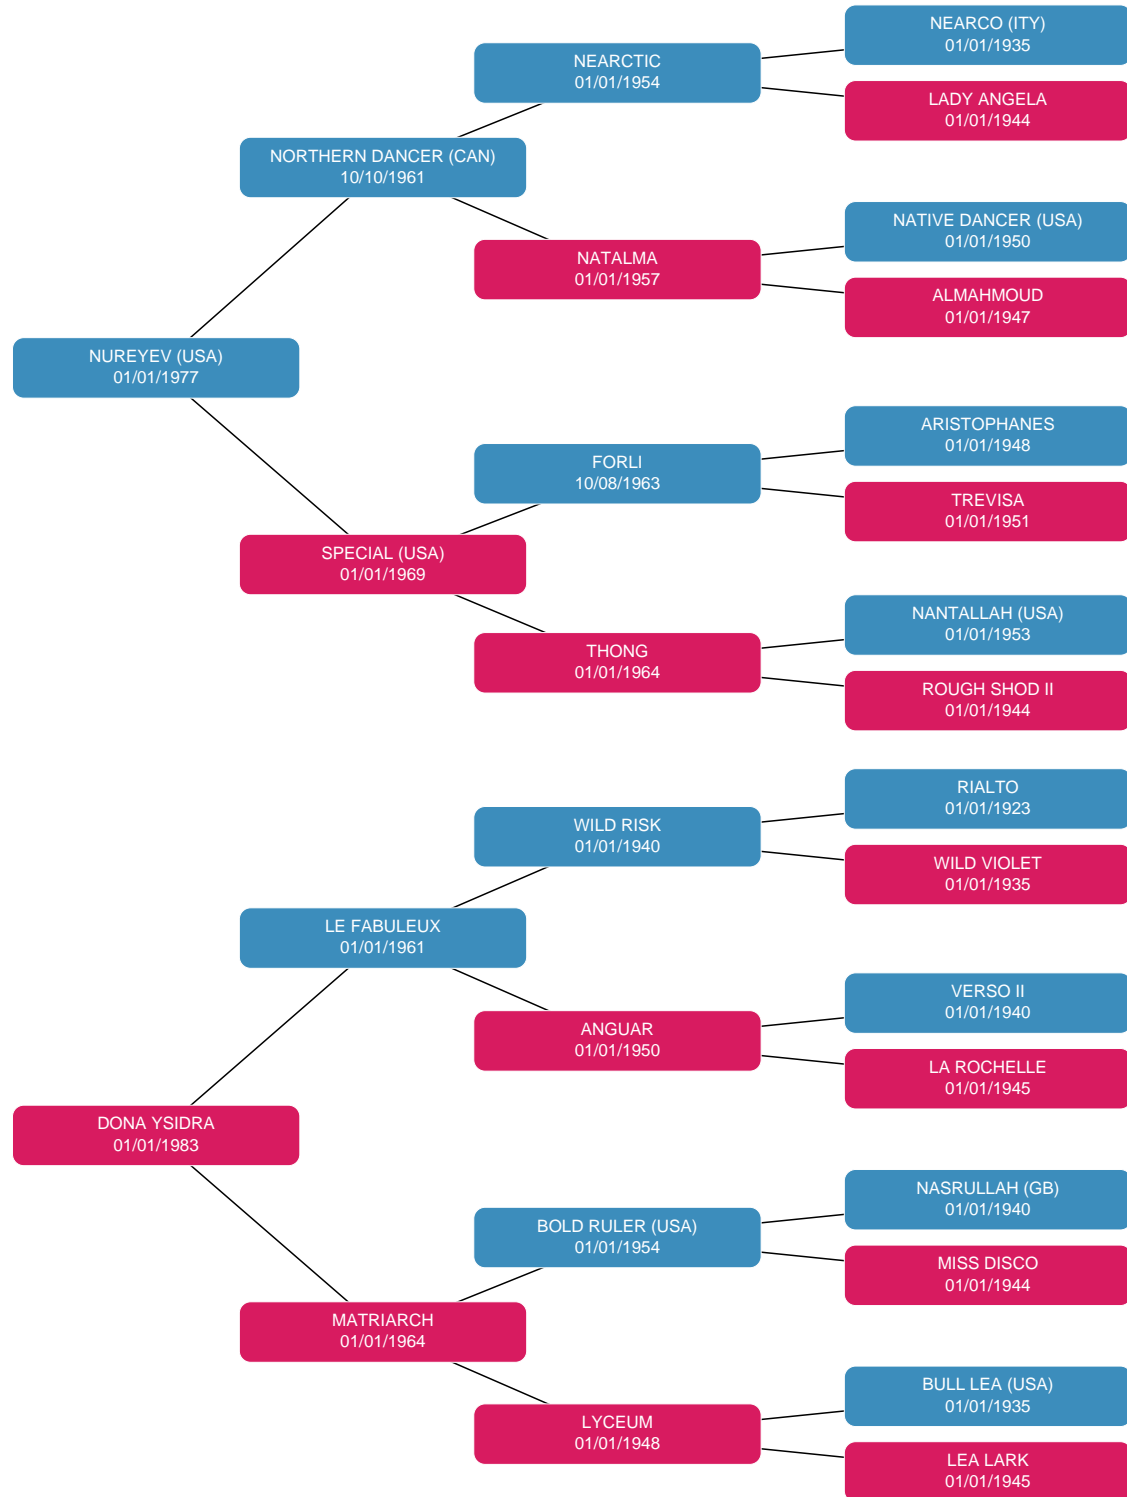 NEARCO (ITY)
01/01/1935
NEARCTIC
01/01/1954
LADY ANGELA
01/01/1944
NORTHERN DANCER (CAN)
10/10/1961
NATIVE DANCER (USA)
01/01/1950
NATALMA
01/01/1957
ALMAHMOUD
01/01/1947
NUREYEV (USA)
01/01/1977
ARISTOPHANES
01/01/1948
FORLI
10/08/1963
TREVISA
01/01/1951
SPECIAL (USA)
01/01/1969
NANTALLAH (USA)
01/01/1953
THONG
01/01/1964
ROUGH SHOD II
01/01/1944
RIALTO
01/01/1923
WILD RISK
01/01/1940
WILD VIOLET
01/01/1935
LE FABULEUX
01/01/1961
VERSO II
01/01/1940
ANGUAR
01/01/1950
LA ROCHELLE
01/01/1945
DONA YSIDRA
01/01/1983
NASRULLAH (GB)
01/01/1940
BOLD RULER (USA)
01/01/1954
MISS DISCO
01/01/1944
MATRIARCH
01/01/1964
BULL LEA (USA)
01/01/1935
LYCEUM
01/01/1948
LEA LARK
01/01/1945